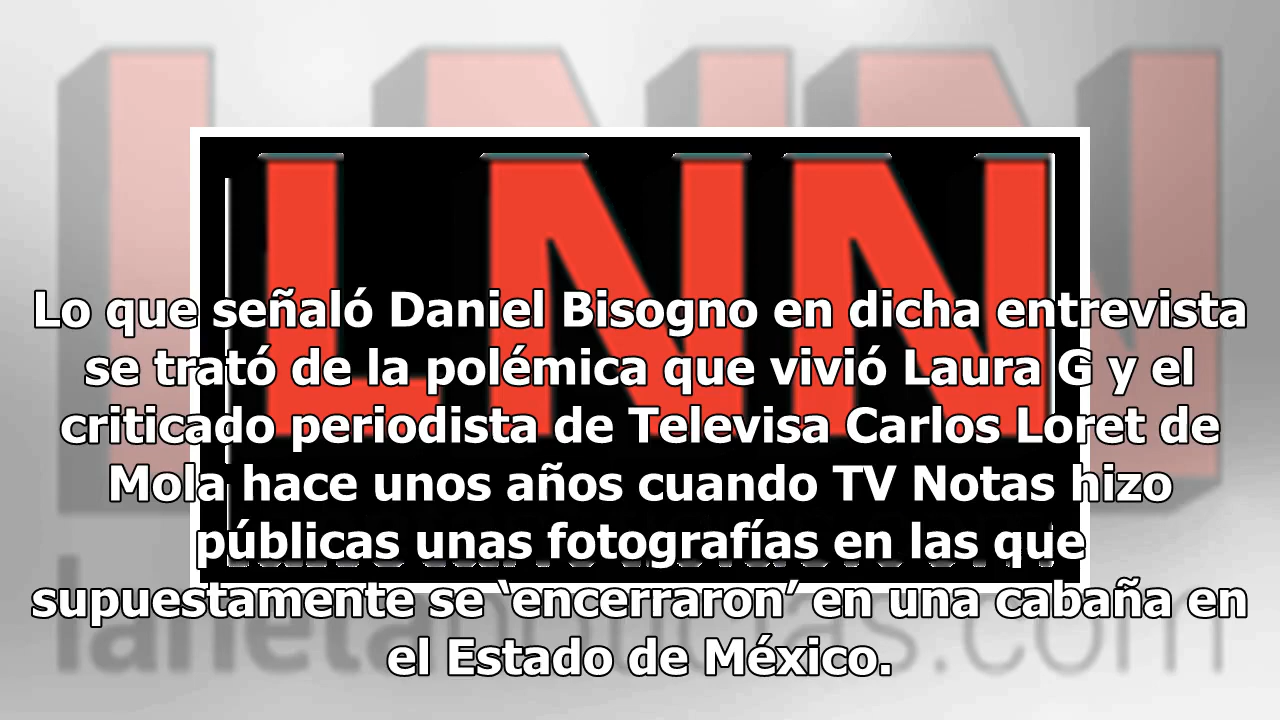 LNN
Lo que señaló Daniel Bisogno en dicha entrevista
se trató de la polémica que vivió Laura G y el
criticado periodista de Televisa Carlos Loret de
Mola hace unos años cuando TV Notas hizo
públicas unas fotografías en las que
supuestamente se ‘encerraron’ en una cabaña en
el Estado de México.
lanetanoticias.com